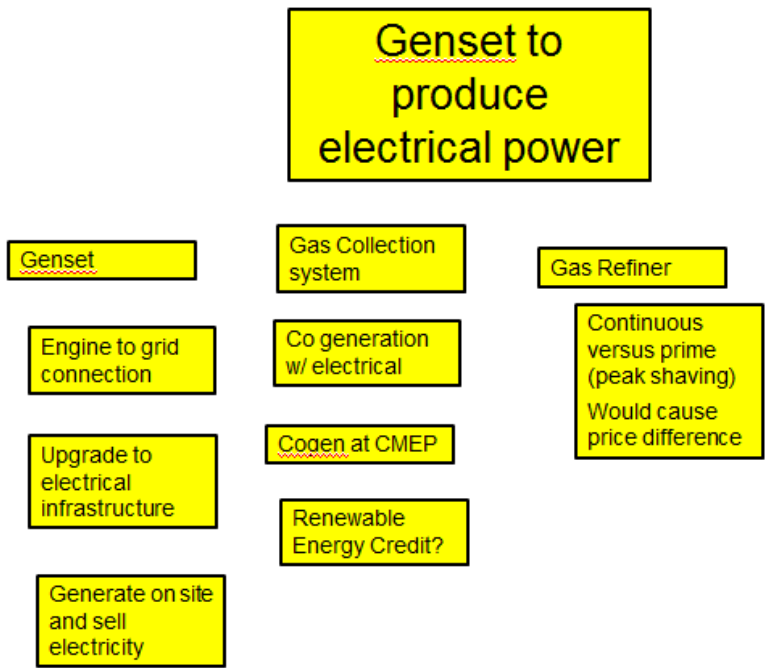 Genset to
produce
electrical power
Genset
Engine to grid
connection
Upgrade to
electrical
infrastructure
Generate on site
and sell
electricity
Gas Collection
system
Co generation
w/ electrical
Cogen at CMEP
Renewable
Energy Credit?
Gas Refiner
Continuous
versus prime
(peak shaving)
Would cause
price difference